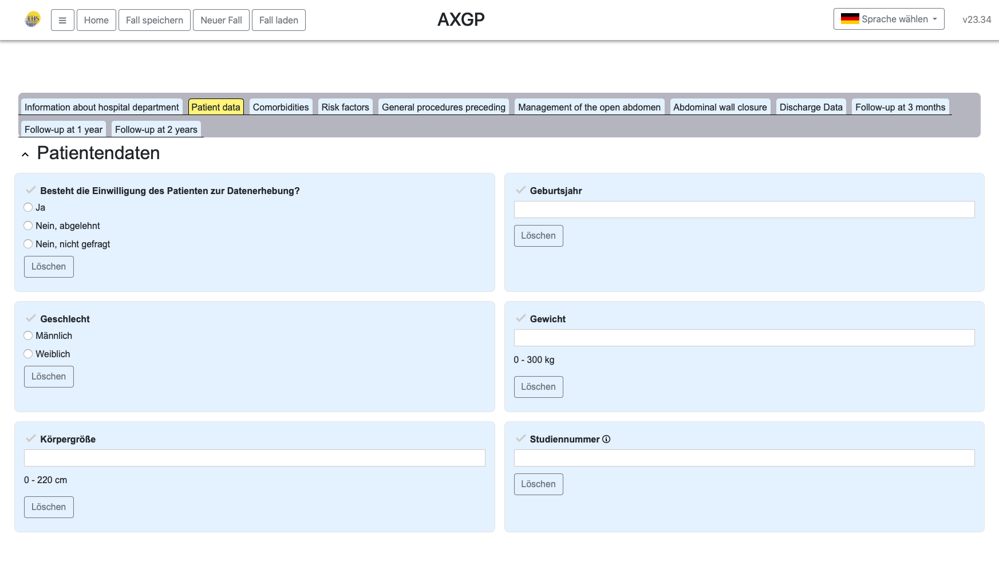 EHS
Home
Fall speichern
Neuer Fall
Fall laden
AXGP
Sprache wählen
v23.34
Information about hospital department
Patient data
Comorbidities
Risk factors
General procedures preceding
Management of the open abdomen
Abdominal wall closure
Discharge Data
Follow-up at 3 months
Follow-up at 1 year
Follow-up at 2 years
Patientendaten
Besteht die Einwilligung des Patienten zur Datenerhebung?
Ja
Nein, abgelehnt
Nein, nicht gefragt
Löschen
Geburtsjahr
Löschen
Geschlecht
Männlich
Weiblich
Löschen
Gewicht
0 - 300 kg
Löschen
Körpergröße
0 - 220 cm
Löschen
Studiennummer
Löschen